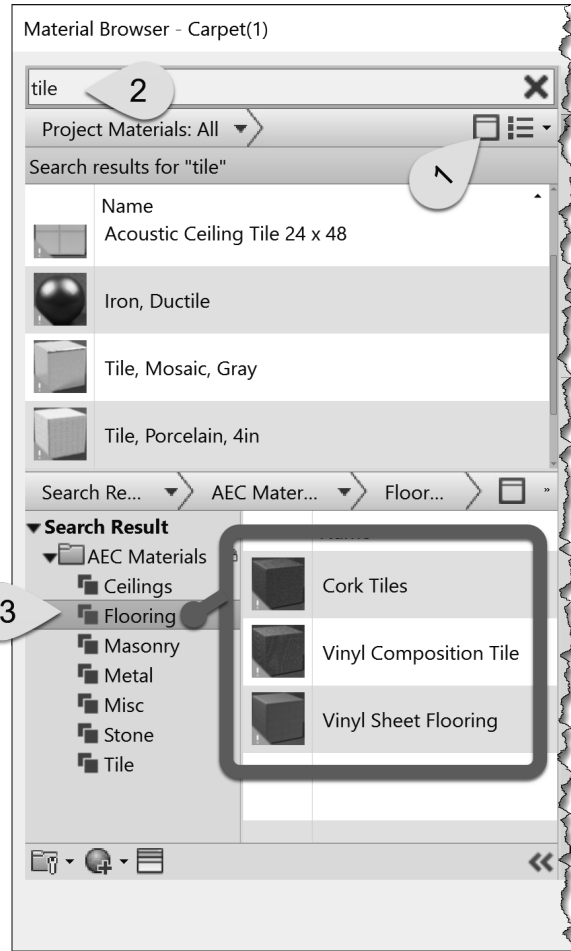 Material Browser - Carpet(1)
tile
2
Project Materials: All
1
Search results for "tile"
Name
Acoustic Ceiling Tile 24 x 48
Iron, Ductile
Tile, Mosaic, Gray
Tile, Porcelain, 4in
Search Re... AEC Mater... Floor... »
Search Result
AEC Materials
Ceilings
3
Flooring
Masonry
Metal
Misc
Stone
Tile
Cork Tiles
Vinyl Composition Tile
Vinyl Sheet Flooring